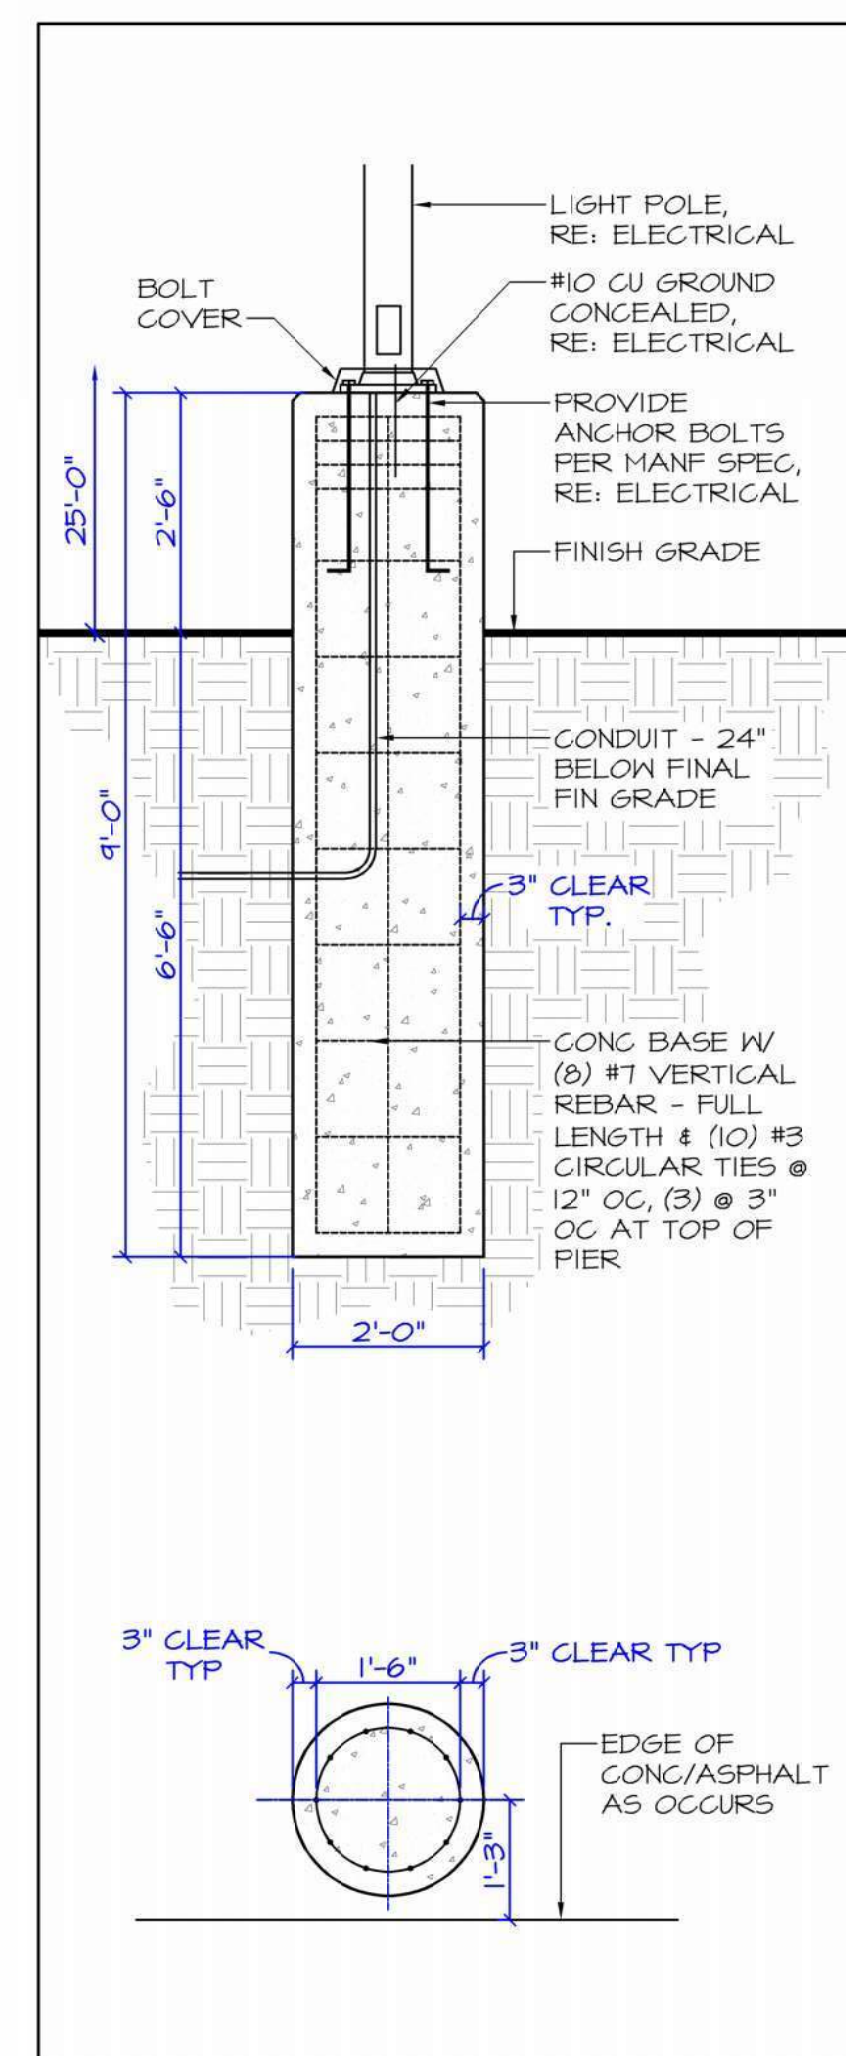 LIGHT POLE,
RE: ELECTRICAL
BOLT
COVER
#10 CU GROUND
CONCEALED,
RE: ELECTRICAL
PROVIDE
ANCHOR BOLTS
PER MANF SPEC,
RE: ELECTRICAL
25'-0"
2'-6"
FINISH GRADE
CONDUIT - 24"
BELOW FINAL
FIN GRADE
9'-0"
3" CLEAR
TYP.
6'-6"
CONC BASE W/
(8) #7 VERTICAL
REBAR - FULL
LENGTH & (10) #3
CIRCULAR TIES @
12" OC, (3) @ 3"
OC AT TOP OF
PIER
2'-0"
3" CLEAR
TYP
1'-6"
3" CLEAR TYP
EDGE OF
CONC/ASPHALT
AS OCCURS
1'-3"